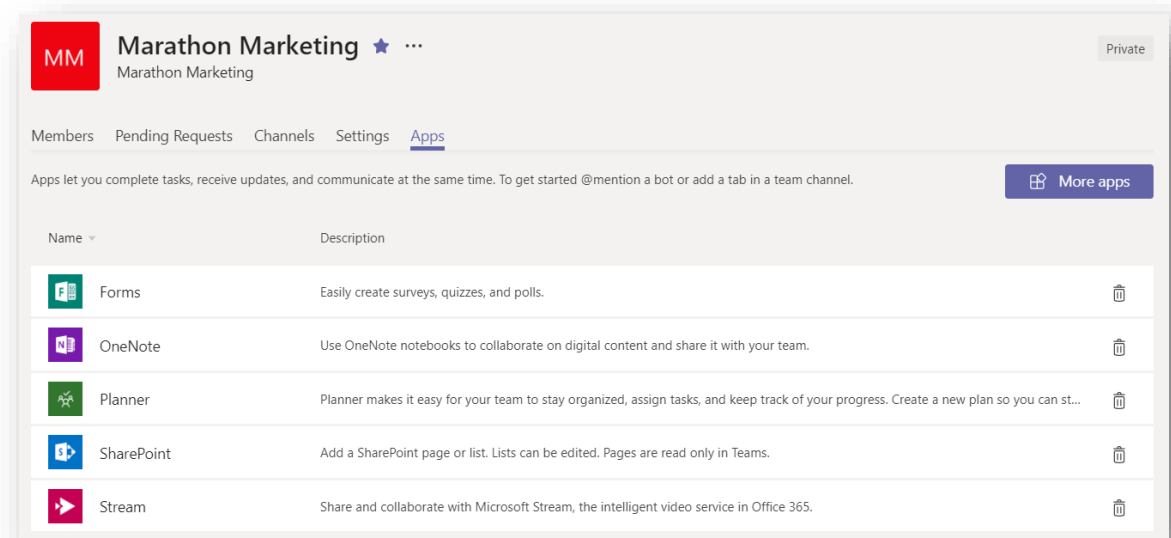 MM
Marathon Marketing
Marathon Marketing
Private
Members Pending Requests Channels Settings Apps
Apps let you complete tasks, receive updates, and communicate at the same time. To get started @mention a bot or add a tab in a team channel.
More apps
Name Description
F Forms Easily create surveys, quizzes, and polls.
N OneNote Use OneNote notebooks to collaborate on digital content and share it with your team.
Planner Planner makes it easy for your team to stay organized, assign tasks, and keep track of your progress. Create a new plan so you can st...
S SharePoint Add a SharePoint page or list. Lists can be edited. Pages are read only in Teams.
Stream Share and collaborate with Microsoft Stream, the intelligent video service in Office 365.